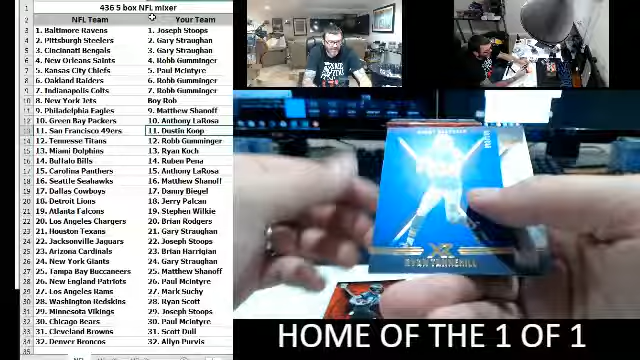 436 5 box NFL mixer
NFL Team Your Team
1. Baltimore Ravens 1. Joseph Stoops
2. Pittsburgh Steelers 2. Gary Straughan
3. Cincinnati Bengals 3. Gary Straughan
4. New Orleans Saints 4. Robb Gumminger
5. Kansas City Chiefs 5. Paul McIntyre
6. Oakland Raiders 6. Robb Gumminger
7. Indianapolis Colts 7. Robb Gumminger
8. New York Jets Boy Rob
9. Philadelphia Eagles 9. Matthew Shanoff
10. Green Bay Packers 10. Anthony LaRosa
11. San Francisco 49ers 11. Dustin Koop
12. Tennesse Titans 12. Robb Gumminger
13. Miami Dolphins 13. Ryan Koch
14. Buffalo Bills 14. Ruben Pena
15. Carolina Panthers 15. Anthony LaRosa
16. Seattle Seahawks 16. Matthew Shanoff
17. Dallas Cowboys 17. Danny Biegel
18. Detroit Lions 18. Jerry Palcan
19. Atlanta Falcons 19. Stephen Wilkie
20. Los Angeles Chargers 20. Brian Rodgers
21. Houston Texans 21. Gary Straughan
22. Jacksonville Jaguars 22. Joseph Stoops
23. Arizona Cardinals 23. Brian Harrigian
24. New York Giants 24. Gary Straughan
25. Tampa Bay Buccaneers 25. Matthew Shanoff
26. New England Patriots 26. Paul McIntyre
27. Los Angeles Rams 27. Mark Suchy
28. Washington Redskins 28. Ryan Scott
29. Minnesota Vikings 29. Joseph Stoops
30. Chicago Bears 30. Paul McIntyre
31. Cleveland Browns 31. Scott Dull
32. Denver Broncos 32. Allyn Purvis
XR
RYAN TANNEHILL
HOME OF THE 1 OF 1